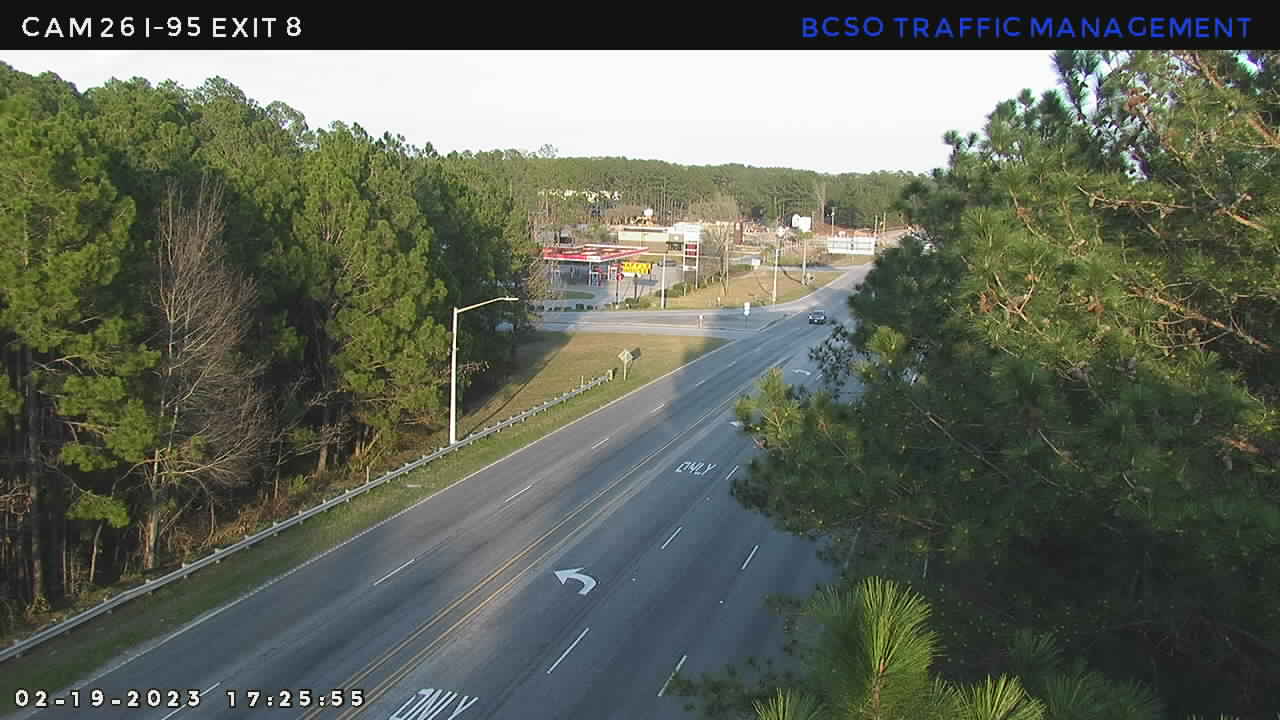 CAM 26 I-95 EXIT 8
BCSO TRAFFIC MANAGEMENT
ONLY
ONLY
02-19-2023 17:25:55